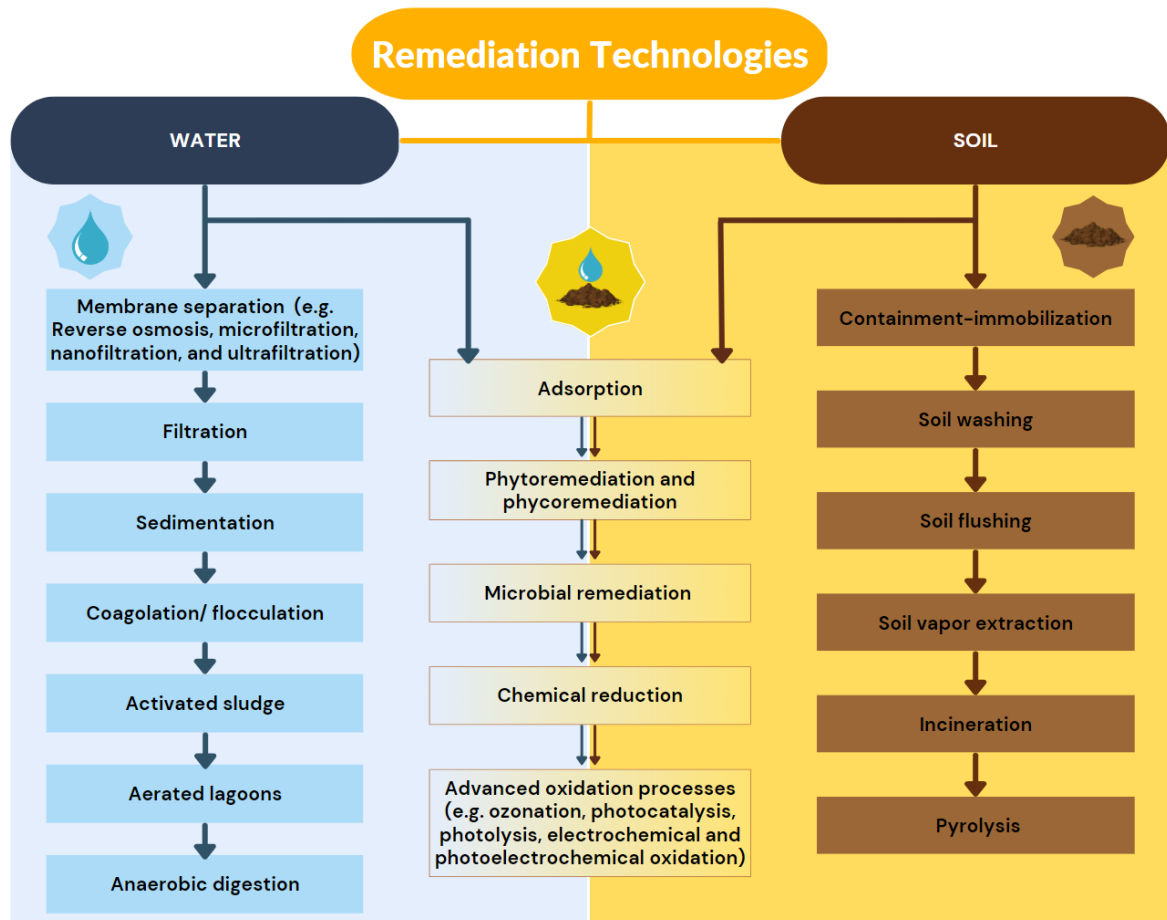 Remediation Technologies
WATER
SOIL
Membrane separation (e.g.
Reverse osmosis, microfiltration,
nanofiltration, and ultrafiltration)
Filtration
Sedimentation
Coagolation/ flocculation
Activated sludge
Aerated lagoons
Anaerobic digestion
Adsorption
Phytoremediation and
phycoremediation
Microbial remediation
Chemical reduction
Advanced oxidation processes
(e.g. ozonation, photocatalysis,
photolysis, electrochemical and
photoelectrochemical oxidation)
Containment-immobilization
Soil washing
Soil flushing
Soil vapor extraction
Incineration
Pyrolysis